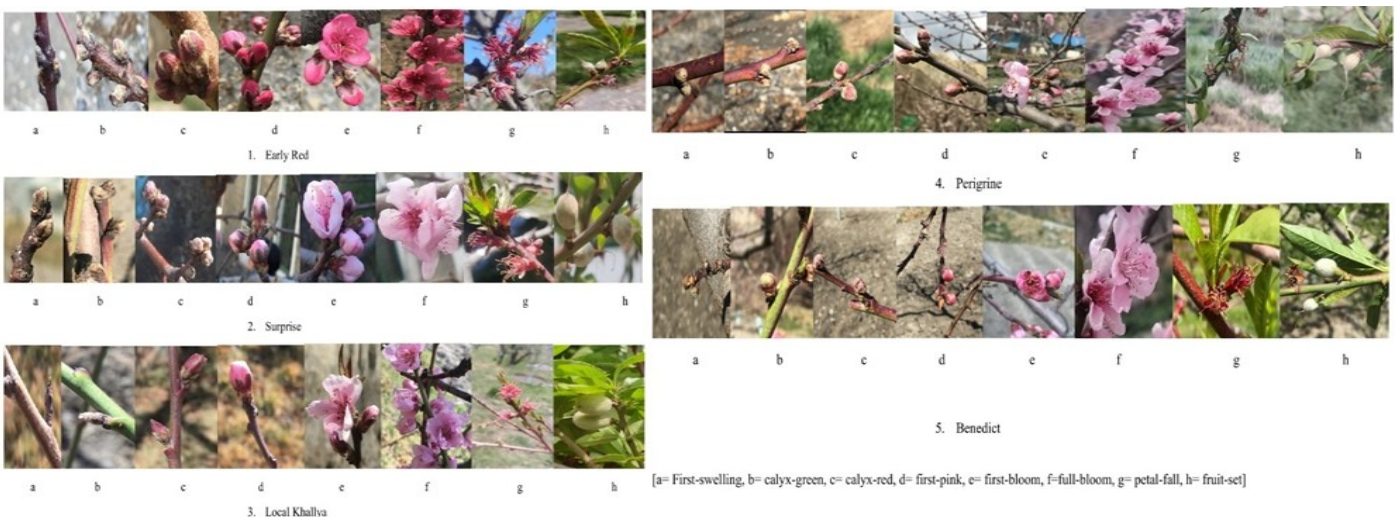 a b c d e f g h
1. Early Red
a b c d e f g h
2. Surprise
a b c d e f g h
3. Local Khallya
a b c d e f g h
4. Perigrine
a b c d e f g h
5. Benedict
[a= First-swelling, b= calyx-green, c= calyx-red, d= first-pink, e= first-bloom, f=full-bloom, g= petal-fall, h= fruit-set]